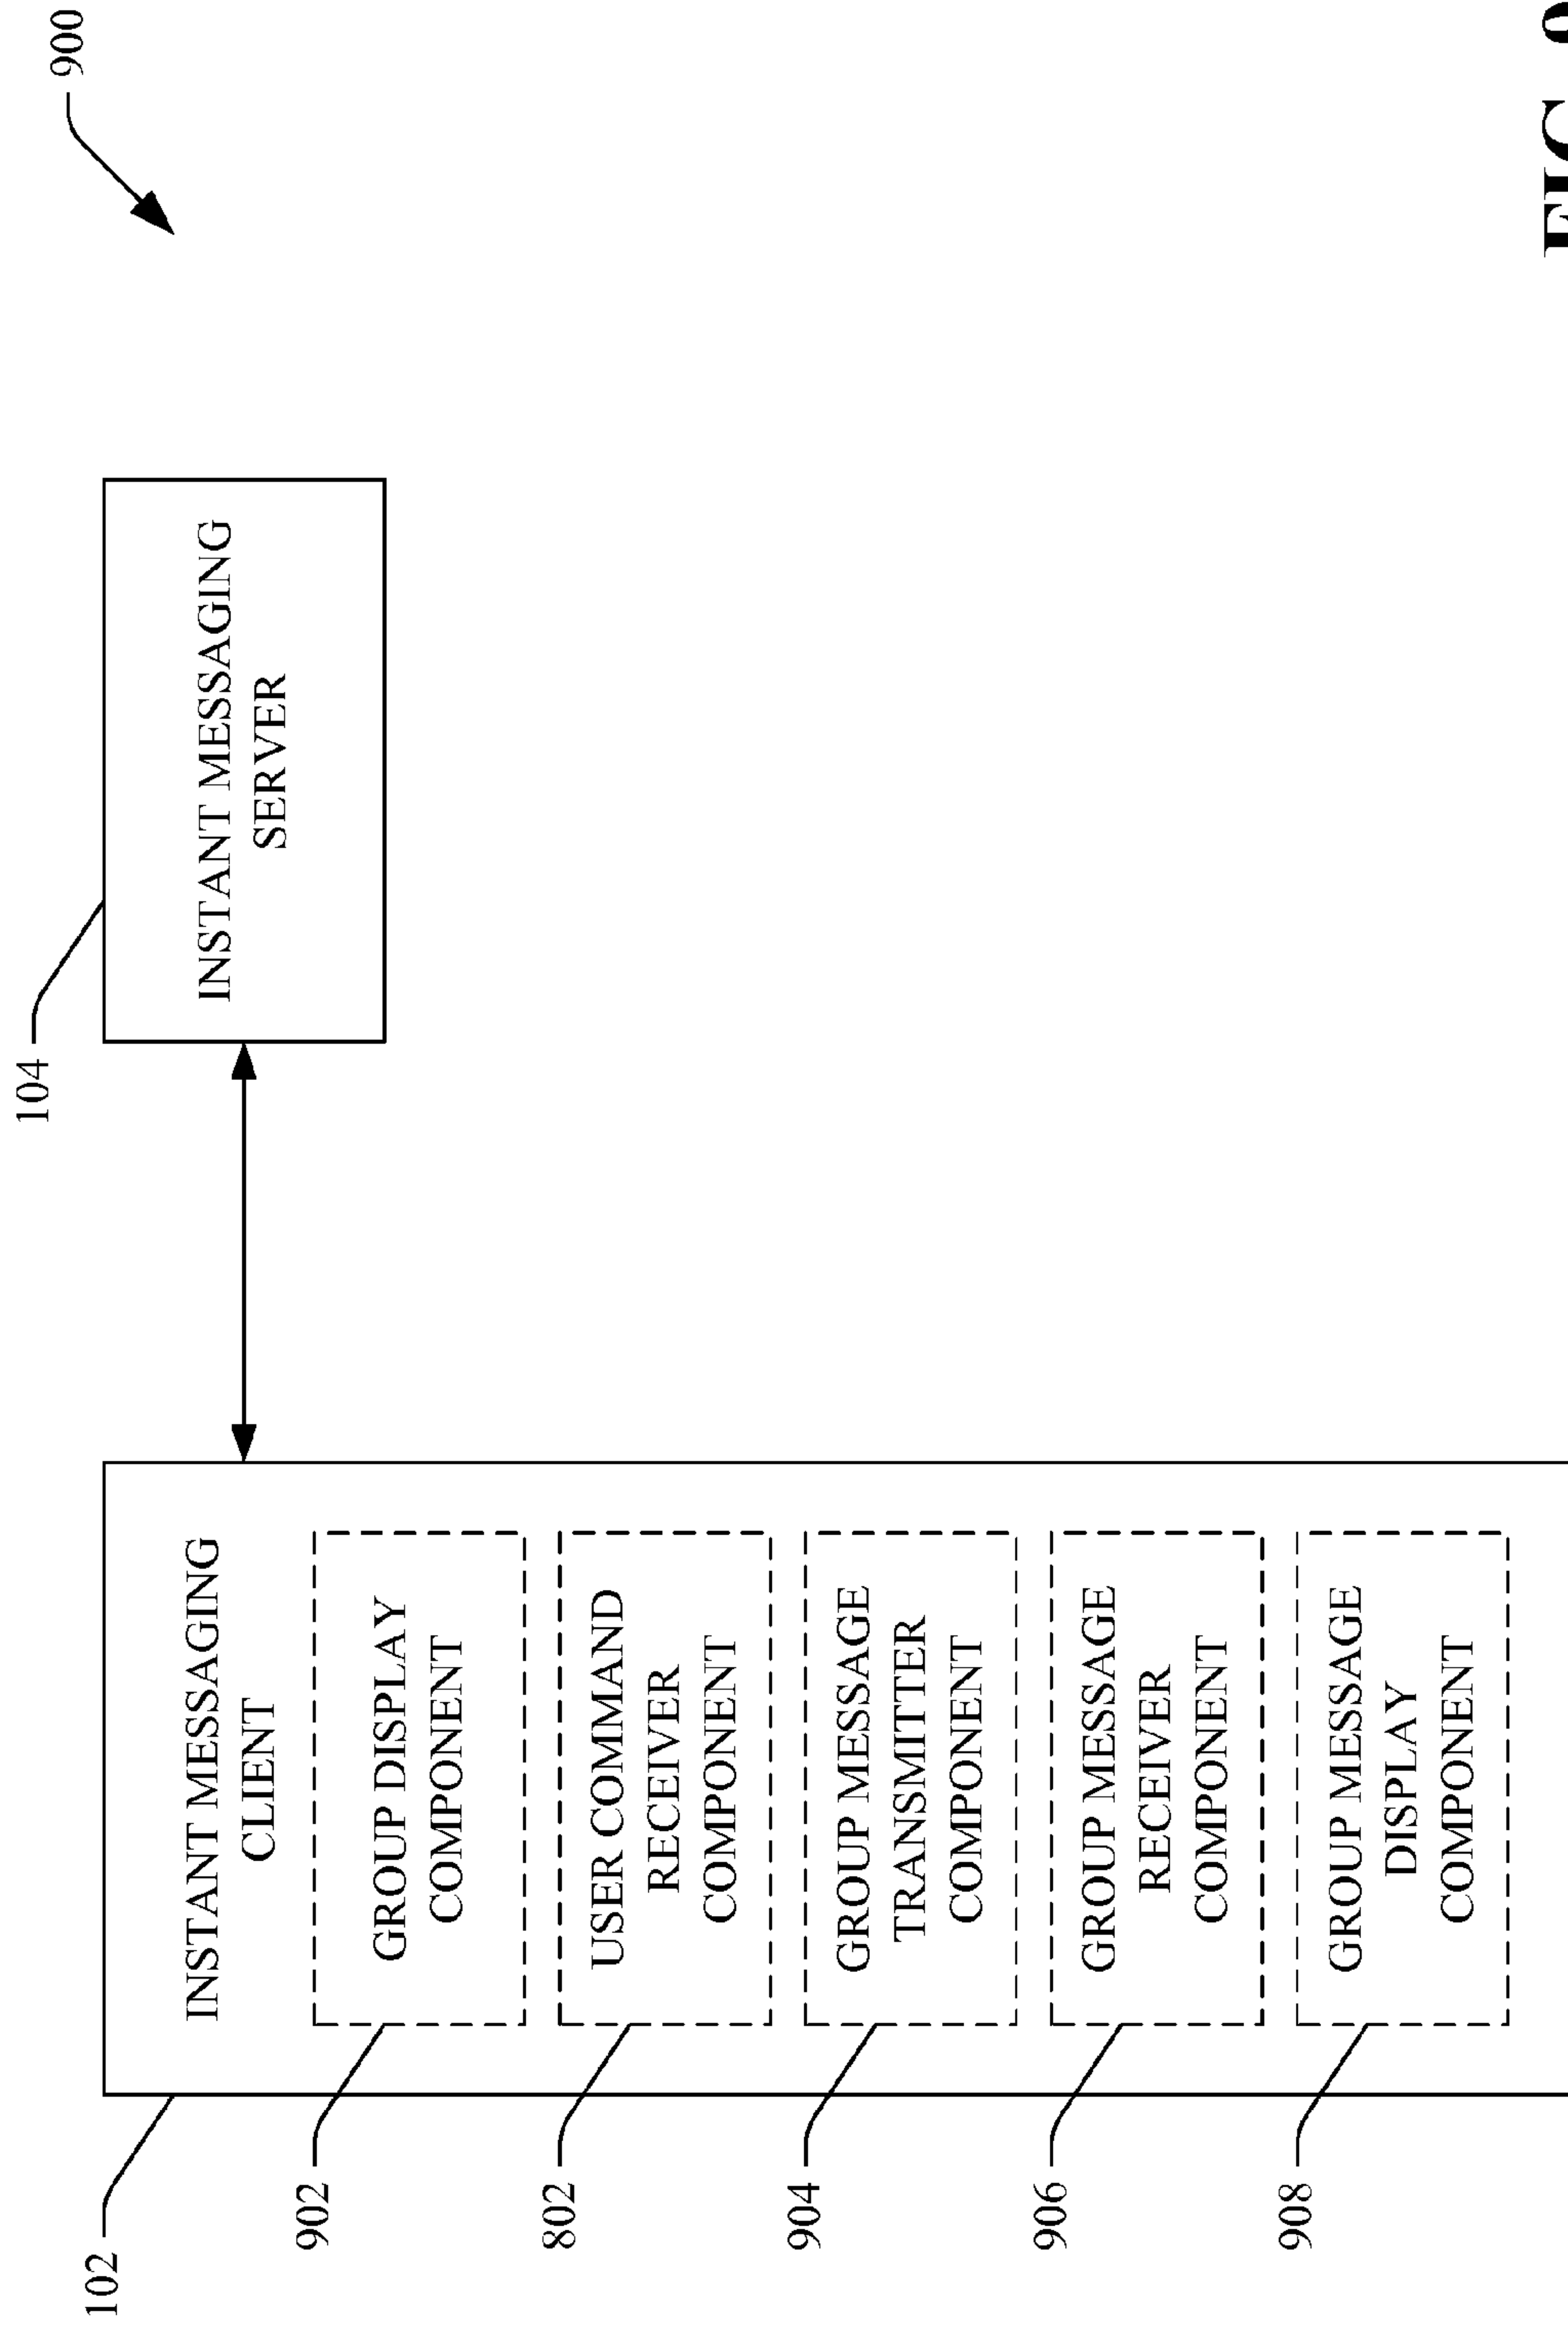 900
104
INSTANT MESSAGING
SERVER
102
INSTANT MESSAGING
CLIENT
902
GROUP DISPLAY
COMPONENT
802
USER COMMAND
RECEIVER
COMPONENT
904
GROUP MESSAGE
TRANSMITTER
COMPONENT
906
GROUP MESSAGE
RECEIVER
COMPONENT
908
GROUP MESSAGE
DISPLAY
COMPONENT